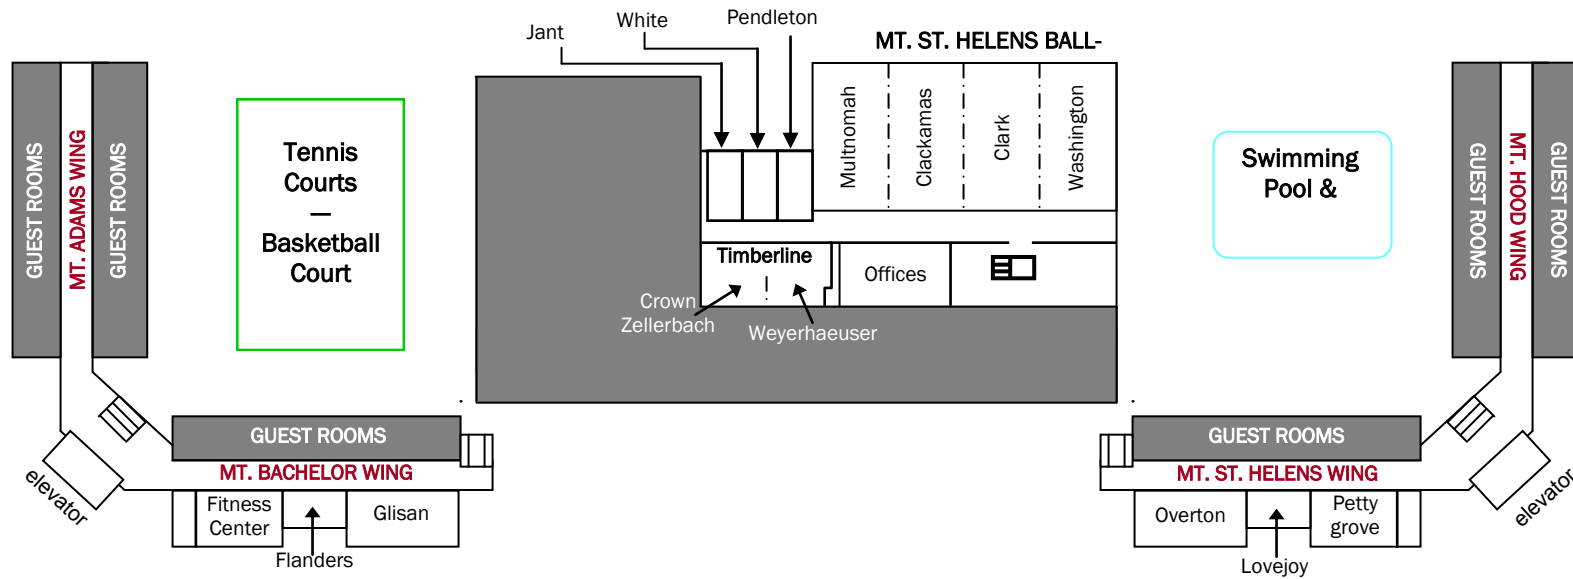 Jant
White
Pendleton
MT. ST. HELENS BALL-
Multnomah
Clackamas
Clark
Washington
GUEST ROOMS
MT. ADAMS WING
GUEST ROOMS
Tennis
Courts
—
Basketball
Court
Swimming
Pool &
GUEST ROOMS
MT. HOOD WING
GUEST ROOMS
Timberline
Offices
Crown
Zellerbach
Weyerhaeuser
GUEST ROOMS
MT. BACHELOR WING
elevator
Fitness
Center
Glisan
Flanders
GUEST ROOMS
MT. ST. HELENS WING
Overton
Petty
grove
elevator
Lovejoy